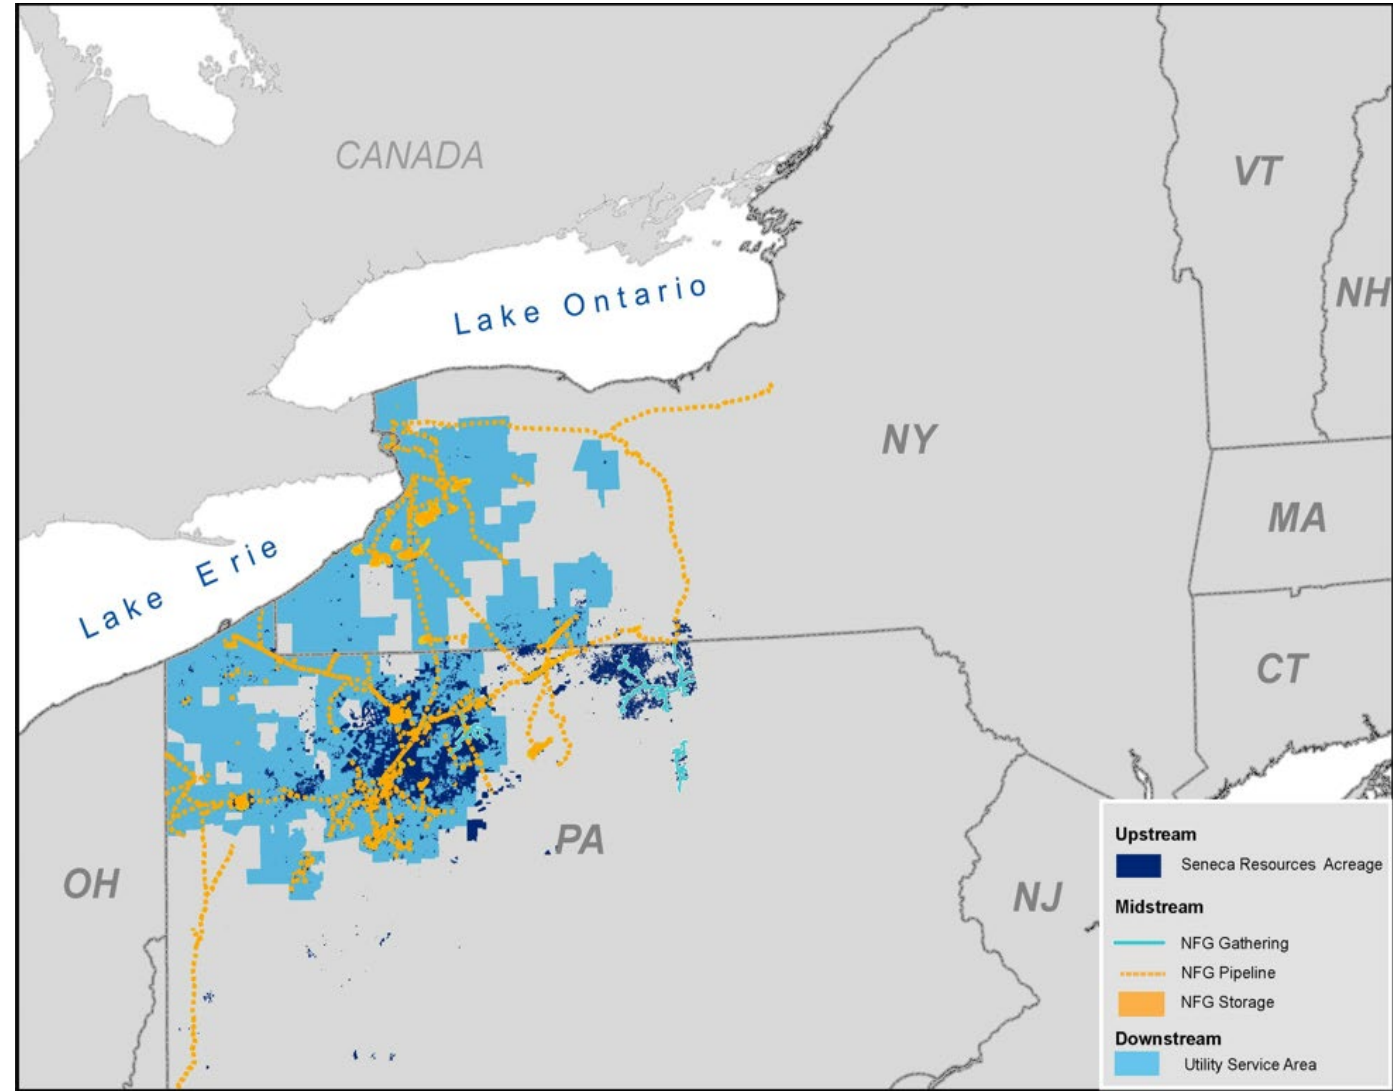 CANADA
VT
NH
Lake Ontario
NY
MA
Lake Erie
CT
PA
OH
NJ
Upstream
Seneca Resources Acreage
Midstream
NFG Gathering
NFG Pipeline
NFG Storage
Downstream
Utility Service Area